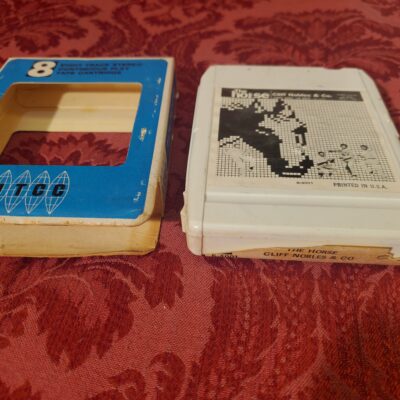 8
EIGHT TRACK STEREO
CONTINUOUS PLAY
TAPE CARTRIDGE
ITCC
horse
Cliff Nobles & Co.
PRINTED IN U.S.A.
THE HORSE
CLIFF NOBLES & CO